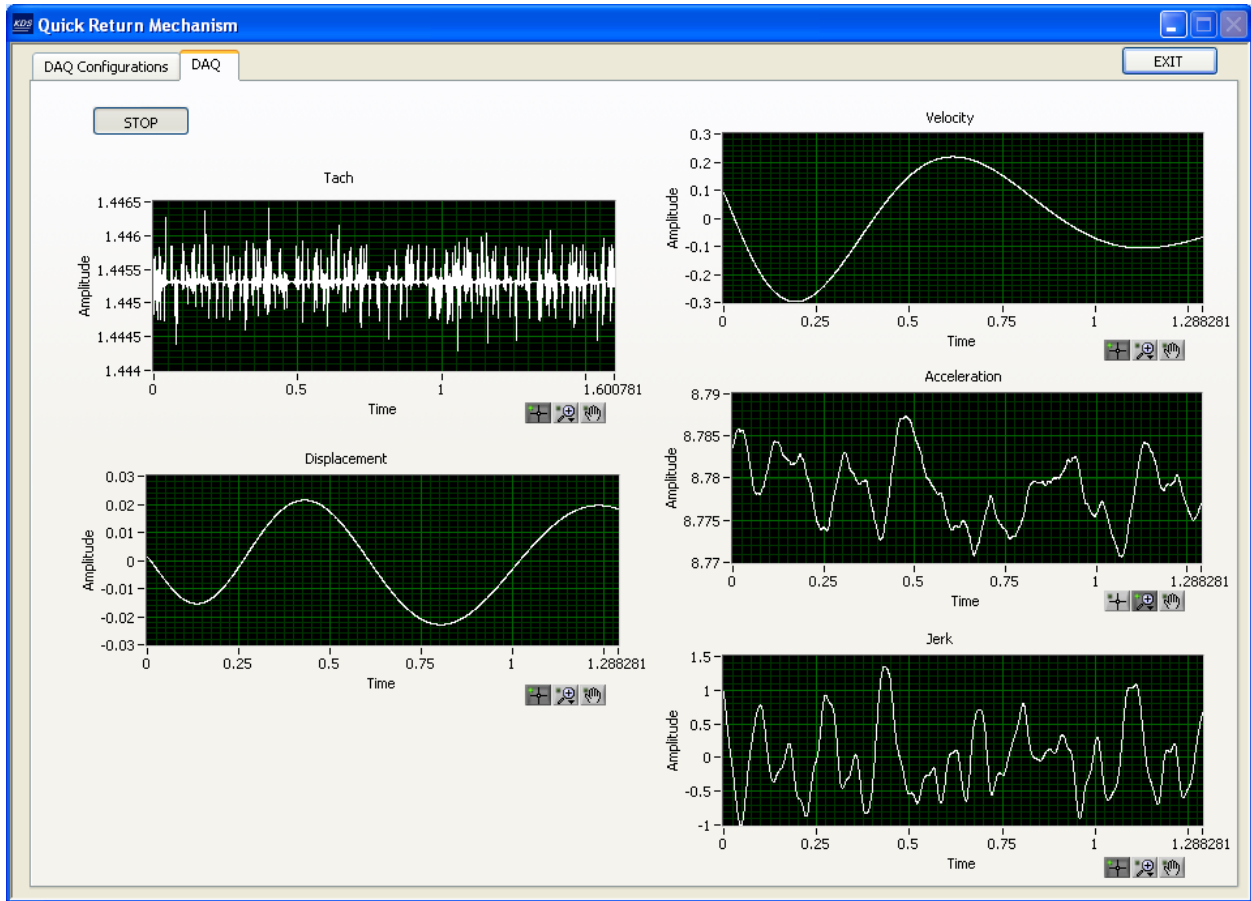 KDS Quick Return Mechanism
DAQ Configurations DAQ
EXIT
STOP
Tach
Amplitude
1.4465
1.446
1.4455
1.445
1.4445
1.444
0 0.5 1 1.600781
Time
Displacement
Amplitude
0.03
0.02
0.01
0
-0.01
-0.02
-0.03
0 0.25 0.5 0.75 1 1.288281
Time
Velocity
Amplitude
0.3
0.2
0.1
0
-0.1
-0.2
-0.3
0 0.25 0.5 0.75 1 1.288281
Time
Acceleration
Amplitude
8.79
8.785
8.78
8.775
8.77
0 0.25 0.5 0.75 1 1.288281
Time
Jerk
Amplitude
1.5
1
0.5
0
-0.5
-1
0 0.25 0.5 0.75 1 1.288281
Time